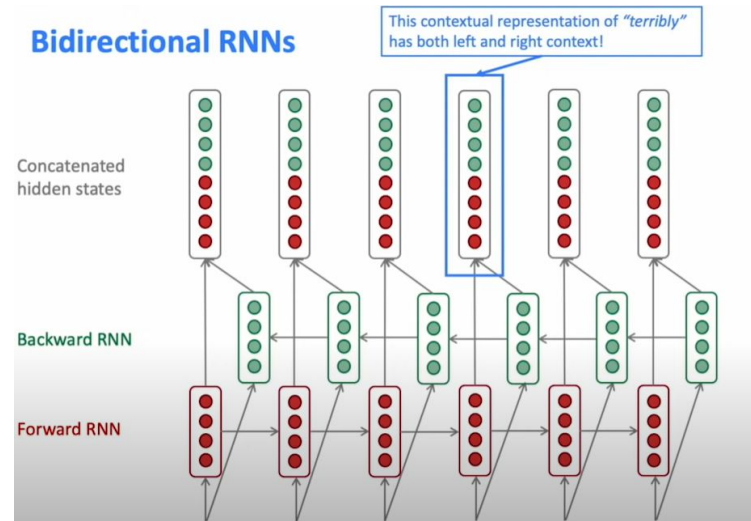 Bidirectional RNNs
This contextual representation of “terribly”
has both left and right context!
Concatenated
hidden states
Backward RNN
Forward RNN